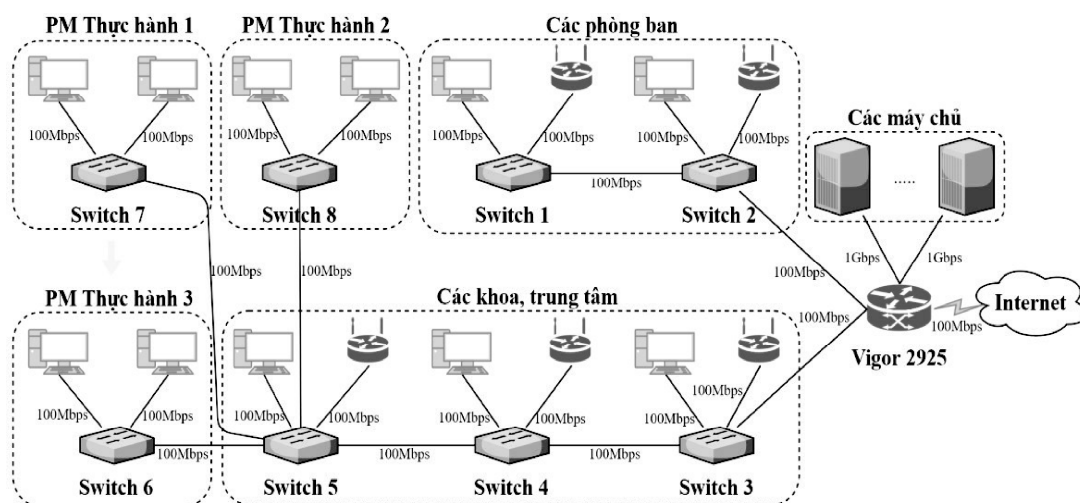 PM Thực hành 1
PM Thực hành 2
Các phòng ban
100Mbps
100Mbps
100Mbps
100Mbps
100Mbps
100Mbps
100Mbps
100Mbps
Các máy chủ
.....
Switch 7
Switch 8
Switch 1
100Mbps
Switch 2
1Gbps
1Gbps
100Mbps
100Mbps
100Mbps
PM Thực hành 3
Các khoa, trung tâm
100Mbps
100Mbps
Internet
Vigor 2925
100Mbps
100Mbps
100Mbps
100Mbps
100Mbps
100Mbps
100Mbps
100Mbps
100Mbps
100Mbps
100Mbps
Switch 6
Switch 5
Switch 4
Switch 3